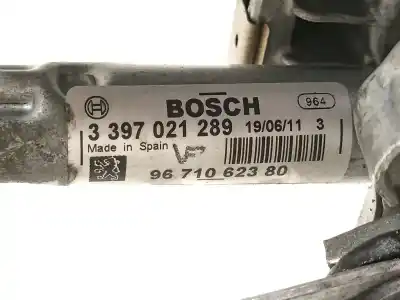 BOSCH 964
3 397 021 289 19/06/11 3
Made in Spain
96 710 623 80